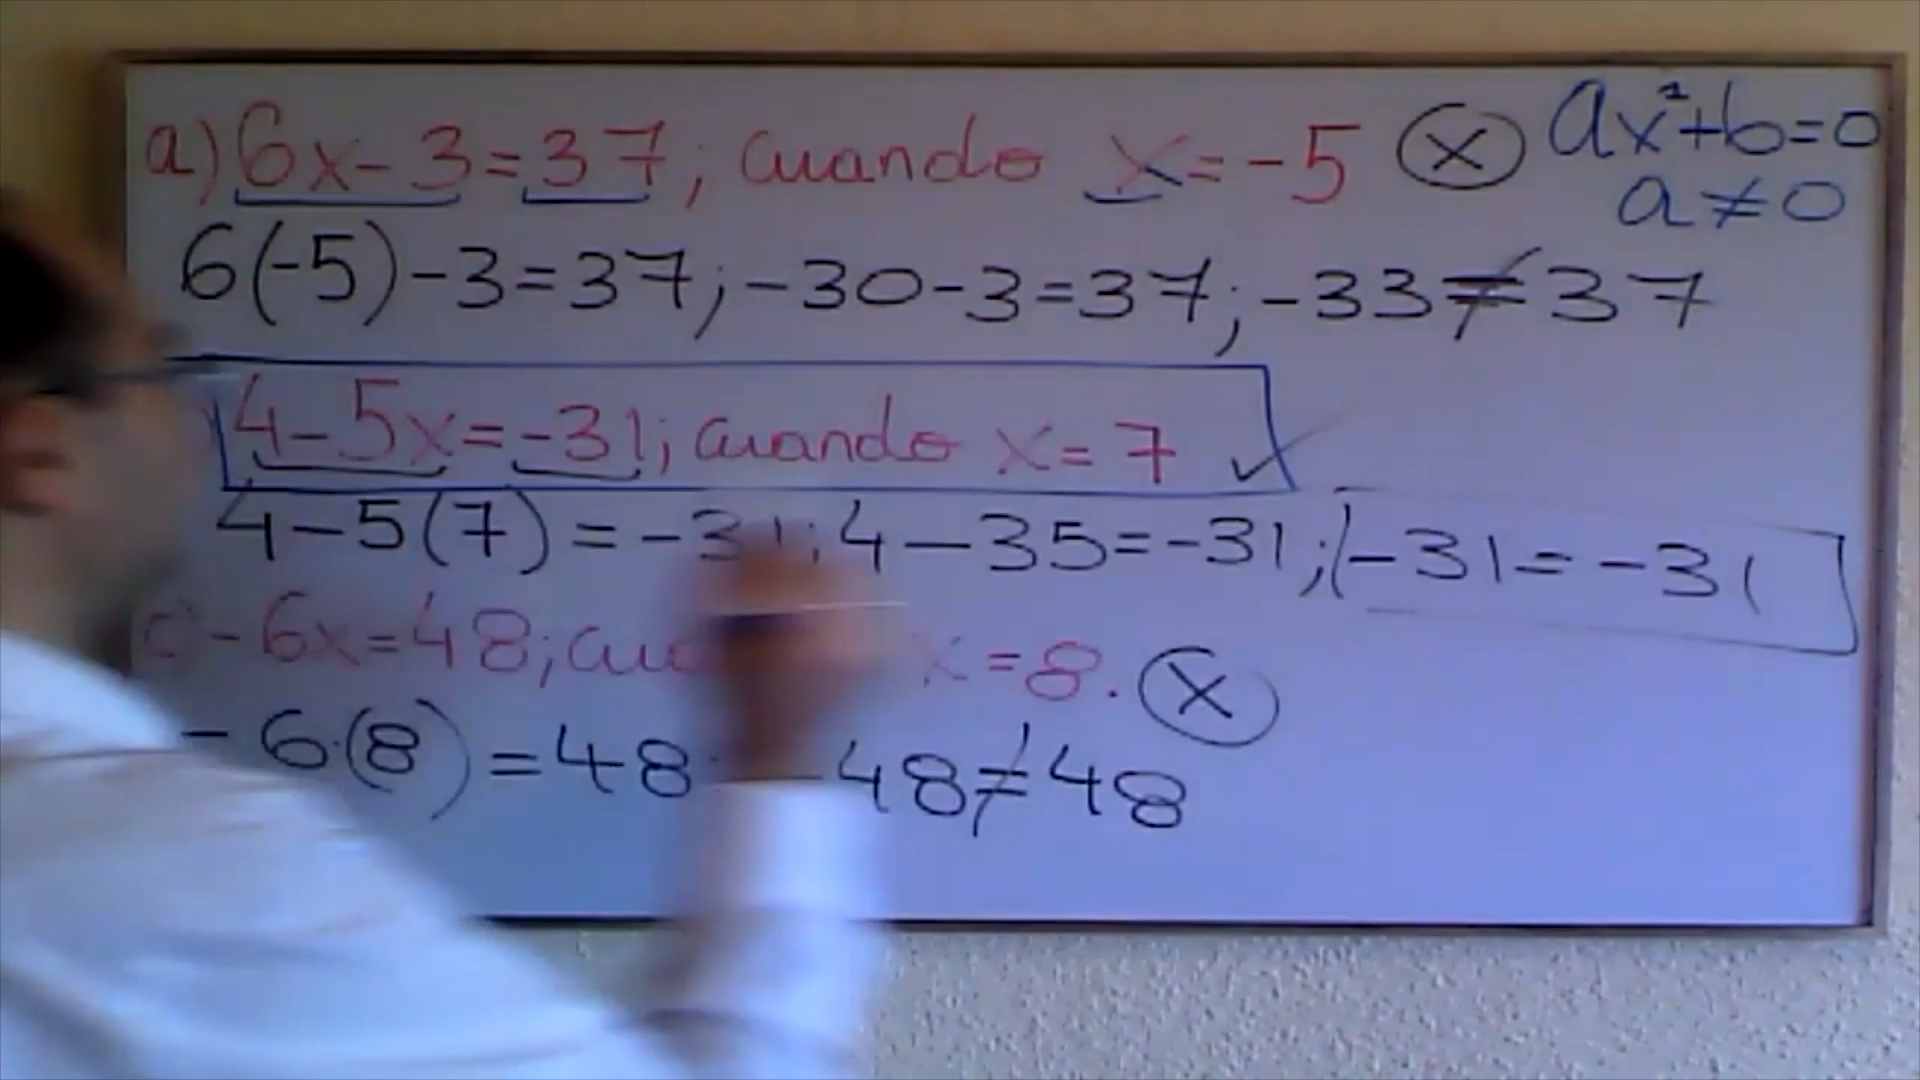 a) 6x-3=37; cuando x=-5 ⓧ ax¹+b=0
a≠0
6(-5)-3=37; -30-3=37; -33≠37
4-5x=-31; cuando x=7 ✓
4-5(7)=-31; 4-35=-31; -31=-31
c) -6x=48; x=8. ⓧ
-6·(8)=48 48≠48